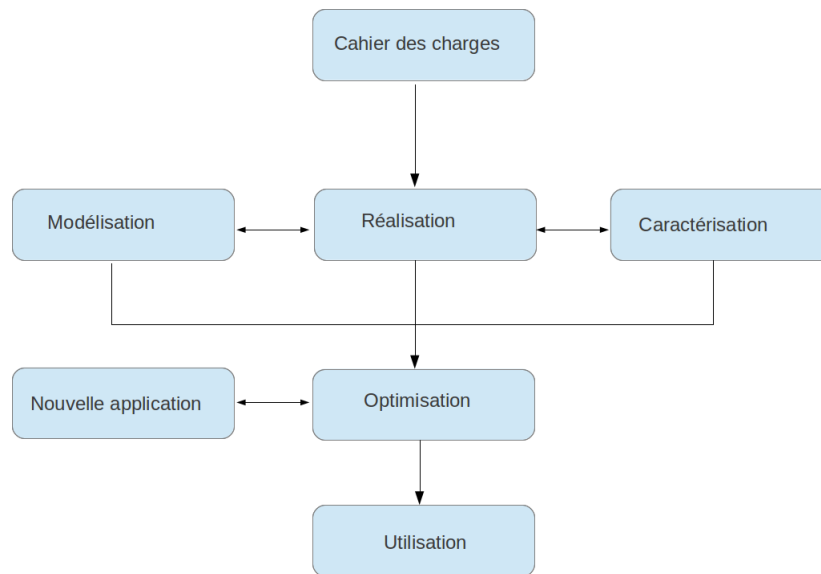 Cahier des charges
Modélisation
Réalisation
Caractérisation
Nouvelle application
Optimisation
Utilisation